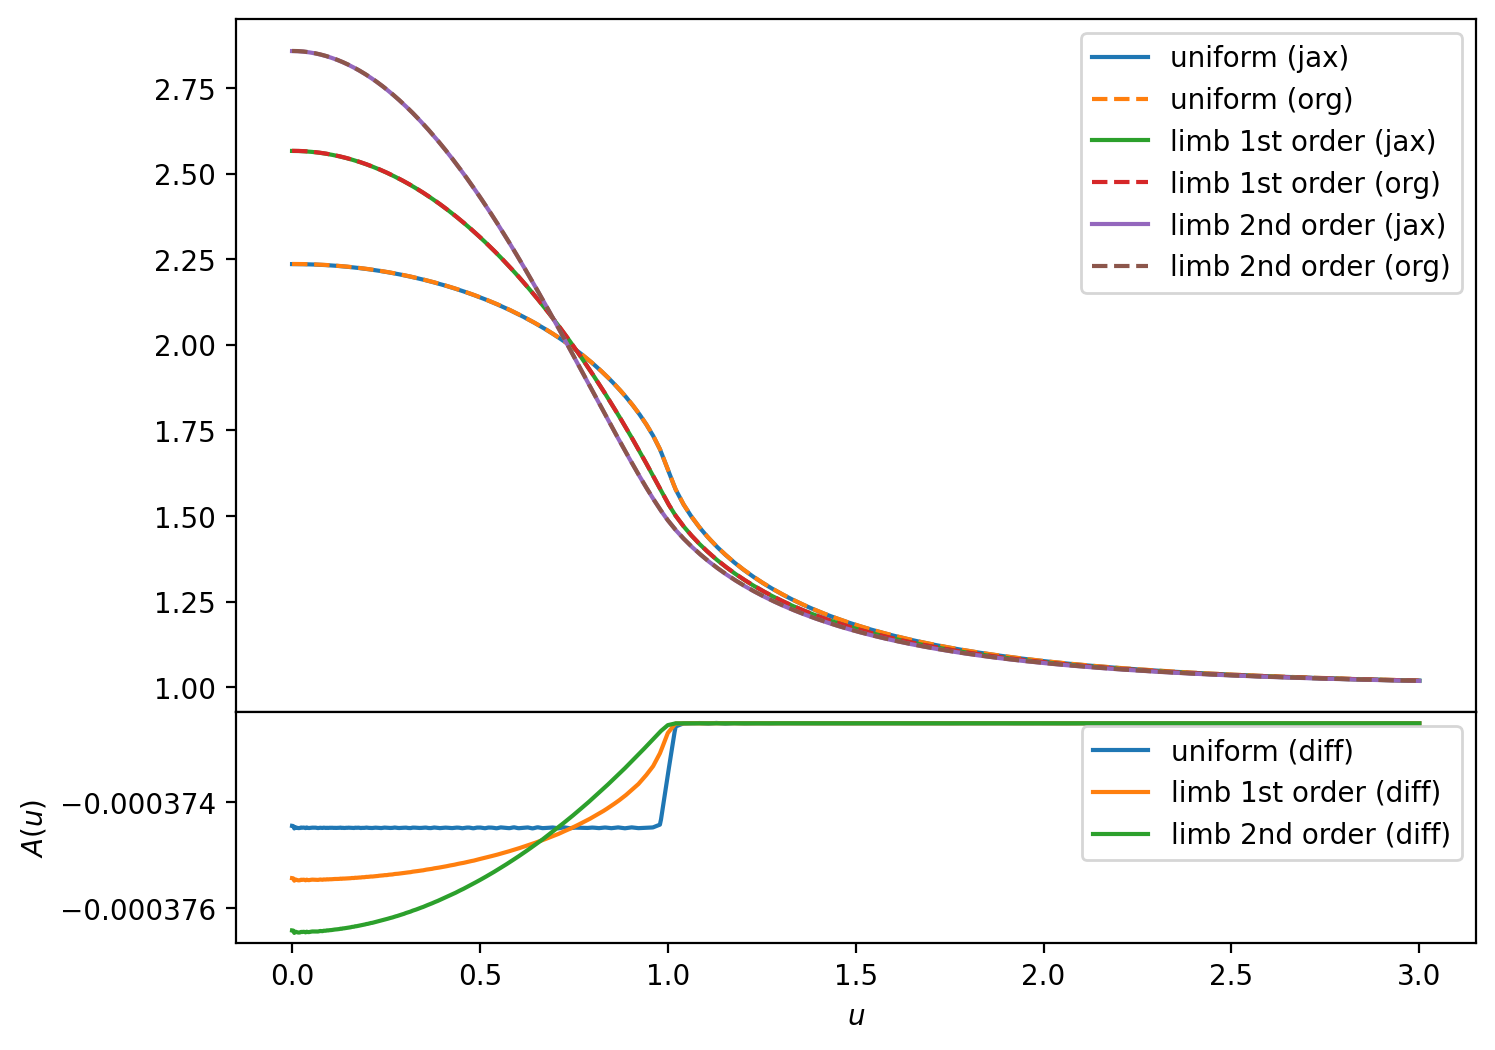 2.75
2.50
2.25
2.00
1.75
1.50
1.25
1.00
uniform (jax)
uniform (org)
limb 1st order (jax)
limb 1st order (org)
limb 2nd order (jax)
limb 2nd order (org)
A(u)
−0.000374
−0.000376
uniform (diff)
limb 1st order (diff)
limb 2nd order (diff)
0.0 0.5 1.0 1.5 2.0 2.5 3.0
u